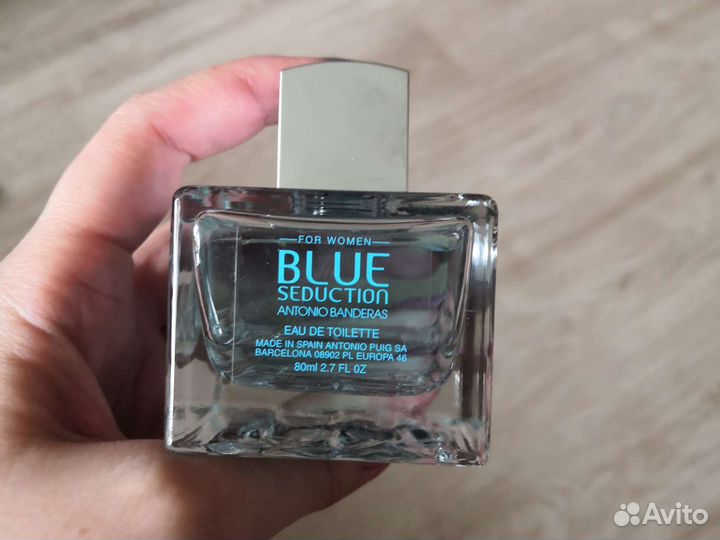 FOR WOMEN
BLUE
SEDUCTION
ANTONIO BANDERAS
EAU DE TOILETTE
MADE IN SPAIN ANTONIO PUIG SA
BARCELONA 08902 PL EUROPA 46
80ml 2.7 FL 0Z
Avito